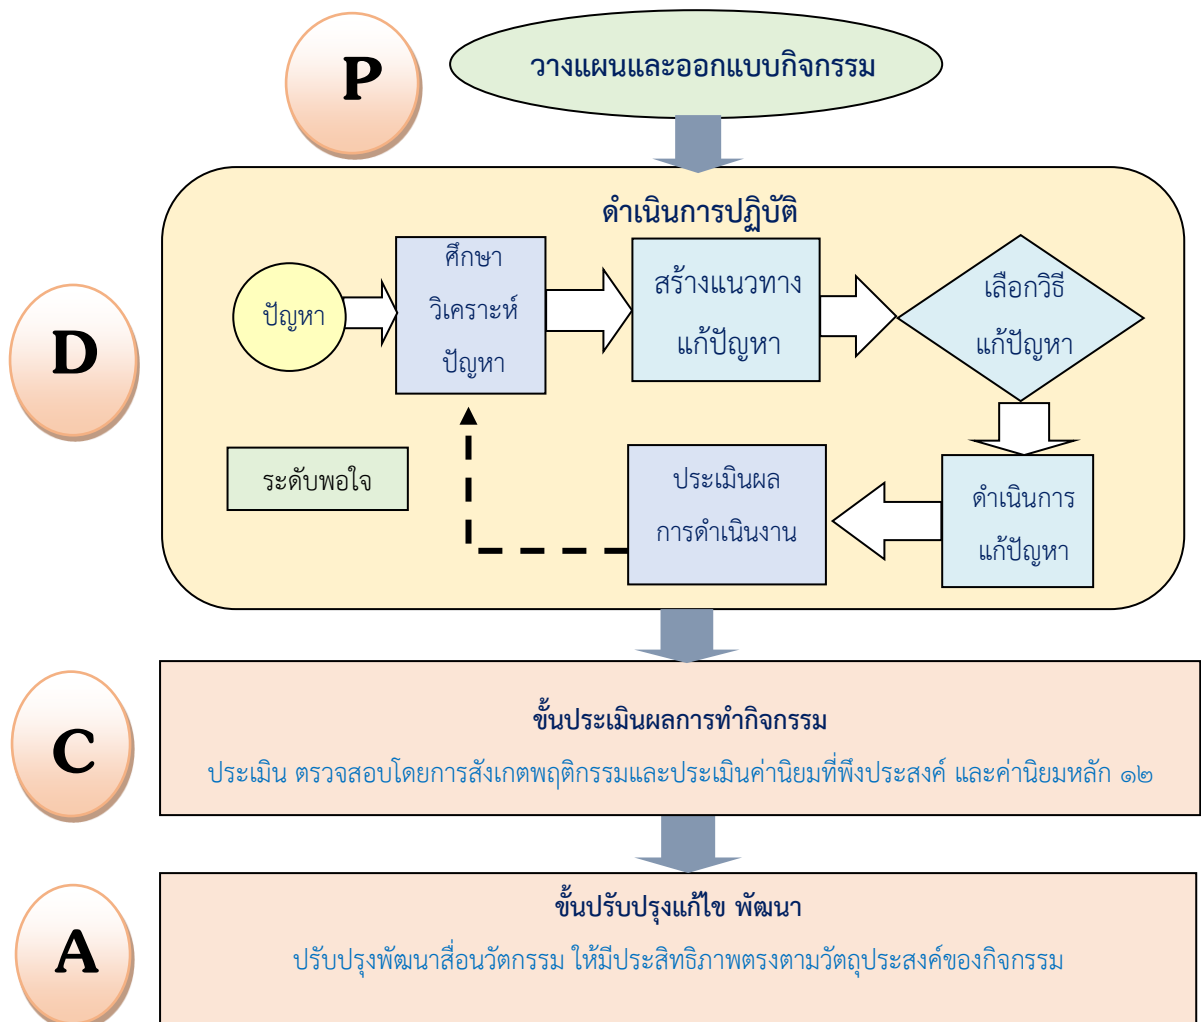 P
วางแผนและออกแบบกิจกรรม
D
ดำเนินการปฏิบัติ
ปัญหา
ศึกษา
วิเคราะห์
ปัญหา
สร้างแนวทาง
แก้ปัญหา
เลือกวิธี
แก้ปัญหา
ดำเนินการ
แก้ปัญหา
ประเมินผล
การดำเนินงาน
ระดับพอใจ
C
ขั้นประเมินผลการทำกิจกรรม
ประเมิน ตรวจสอบโดยการสังเกตพฤติกรรมและประเมินค่านิยมที่พึงประสงค์ และค่านิยมหลัก ๑๒
A
ขั้นปรับปรุงแก้ไข พัฒนา
ปรับปรุงพัฒนาสื่อนวัตกรรม ให้มีประสิทธิภาพตรงตามวัตถุประสงค์ของกิจกรรม